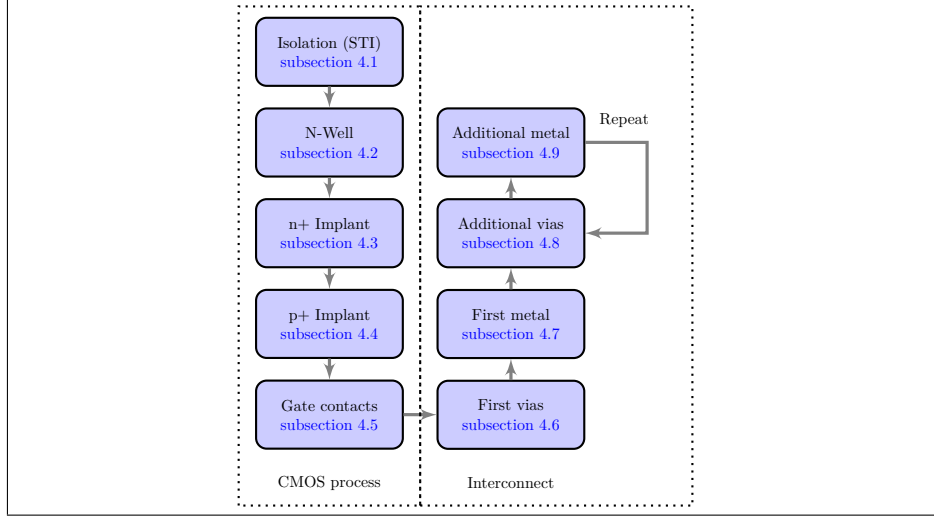 Isolation (STI)
subsection 4.1
N-Well
subsection 4.2
n+ Implant
subsection 4.3
p+ Implant
subsection 4.4
Gate contacts
subsection 4.5
CMOS process
Repeat
Additional metal
subsection 4.9
Additional vias
subsection 4.8
First metal
subsection 4.7
First vias
subsection 4.6
Interconnect